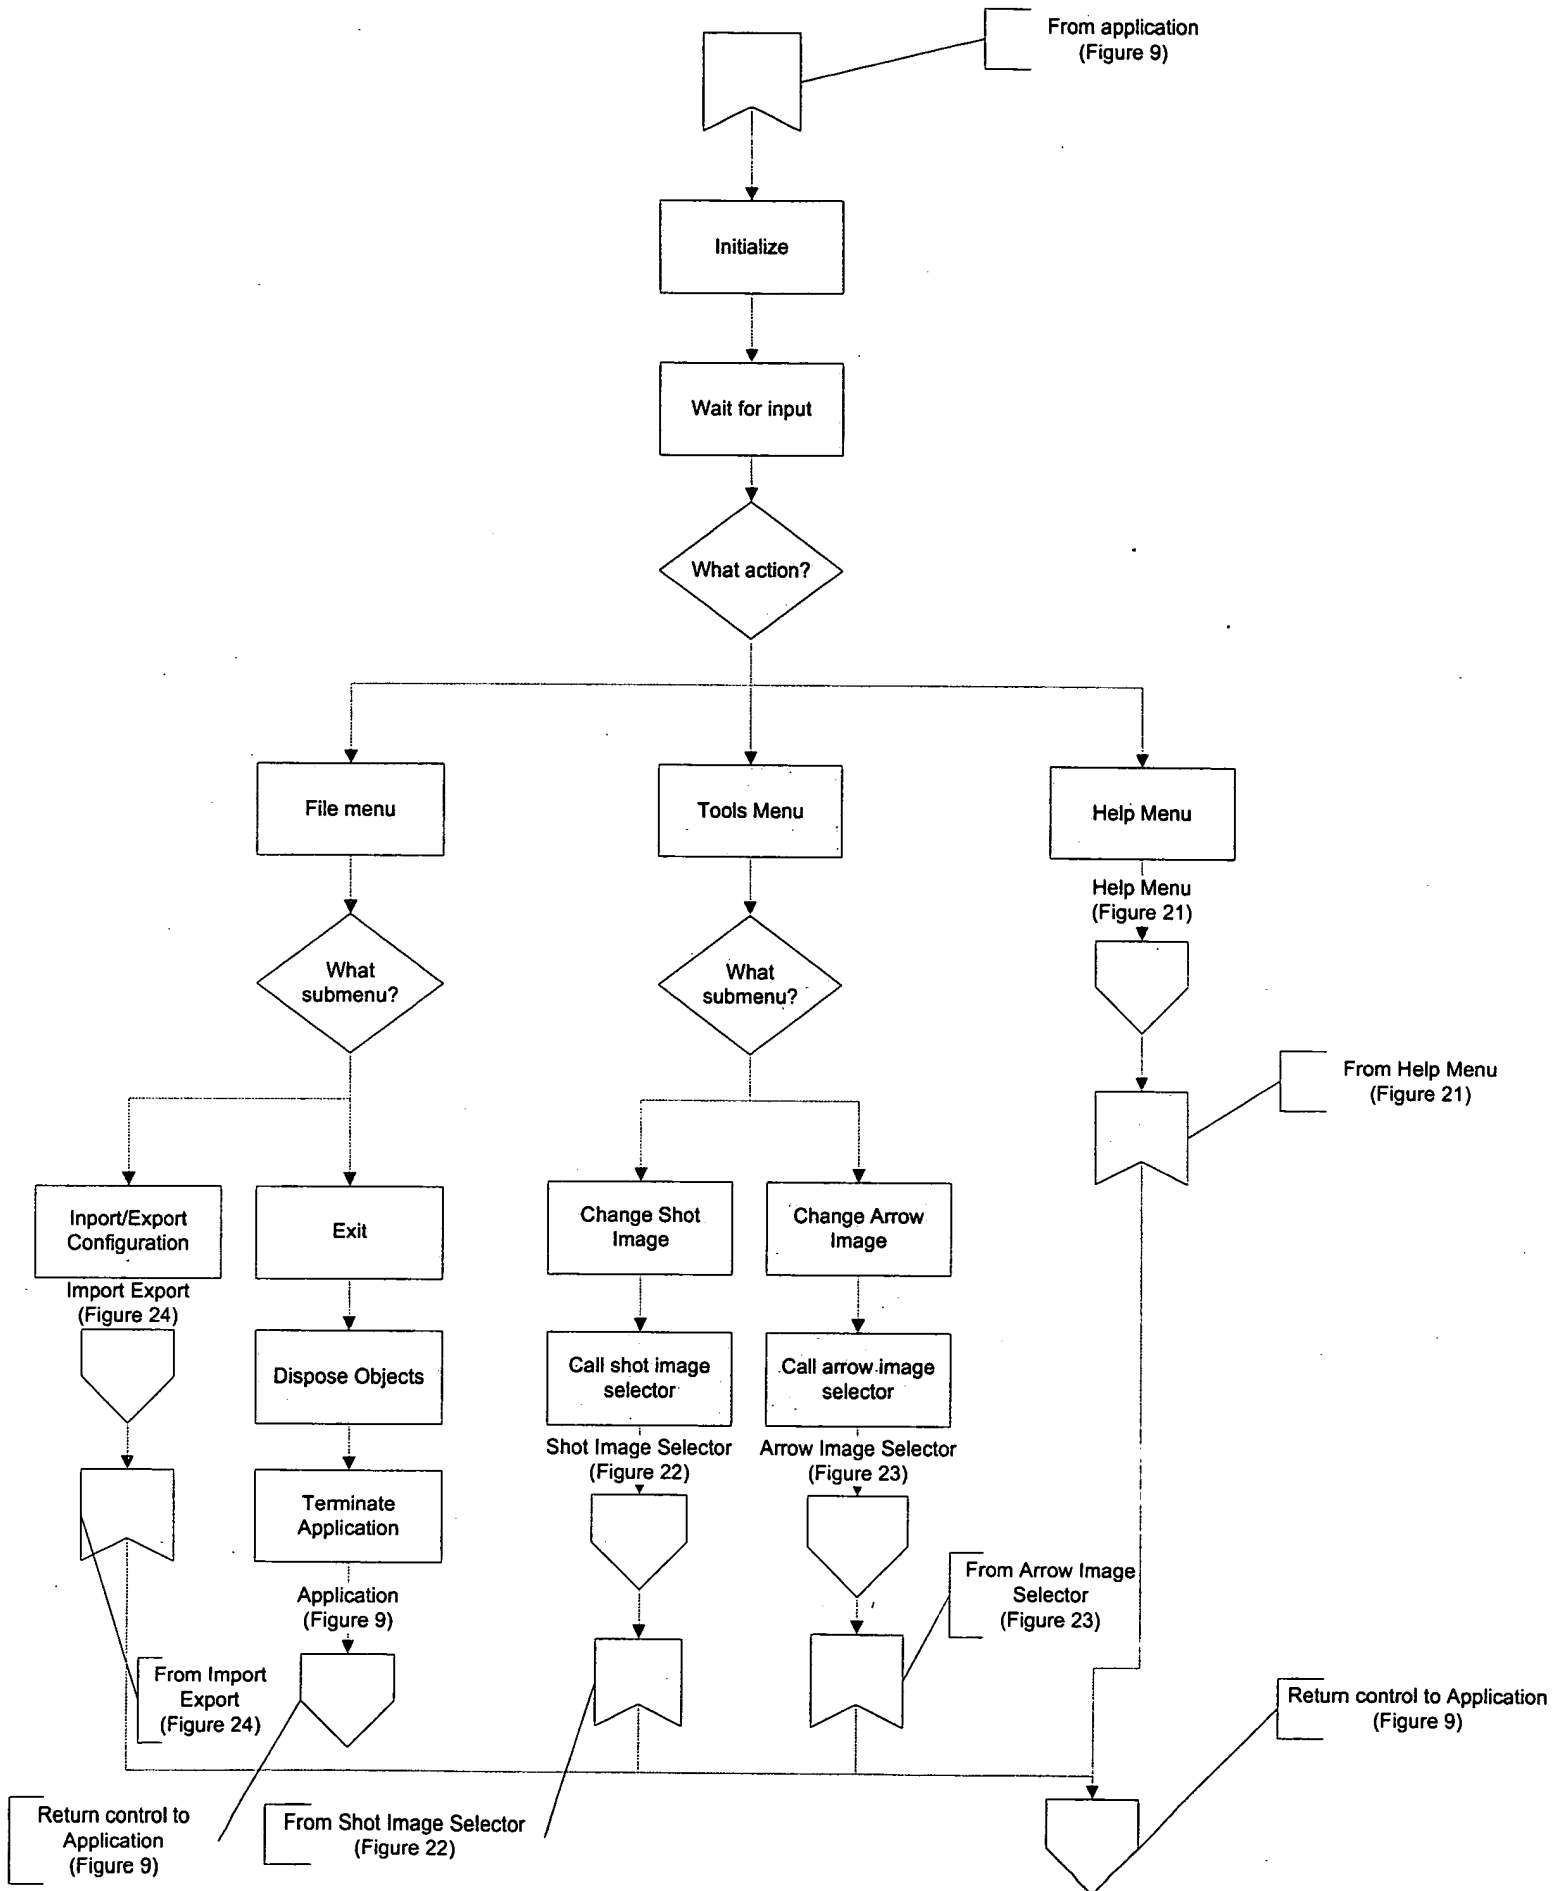 From application
(Figure 9)
Initialize
Wait for input
What action?
File menu
Tools Menu
Help Menu
Help Menu
(Figure 21)
What
submenu?
What
submenu?
From Help Menu
(Figure 21)
Inport/Export
Configuration
Exit
Change Shot
Image
Change Arrow
Image
Import Export
(Figure 24)
Dispose Objects
Call shot image
selector
Call arrow image
selector
Shot Image Selector
(Figure 22)
Arrow Image Selector
(Figure 23)
Terminate
Application
Application
(Figure 9)
From Arrow Image
Selector
(Figure 23)
From Import
Export
(Figure 24)
Return control to Application
(Figure 9)
Return control to
Application
(Figure 9)
From Shot Image Selector
(Figure 22)